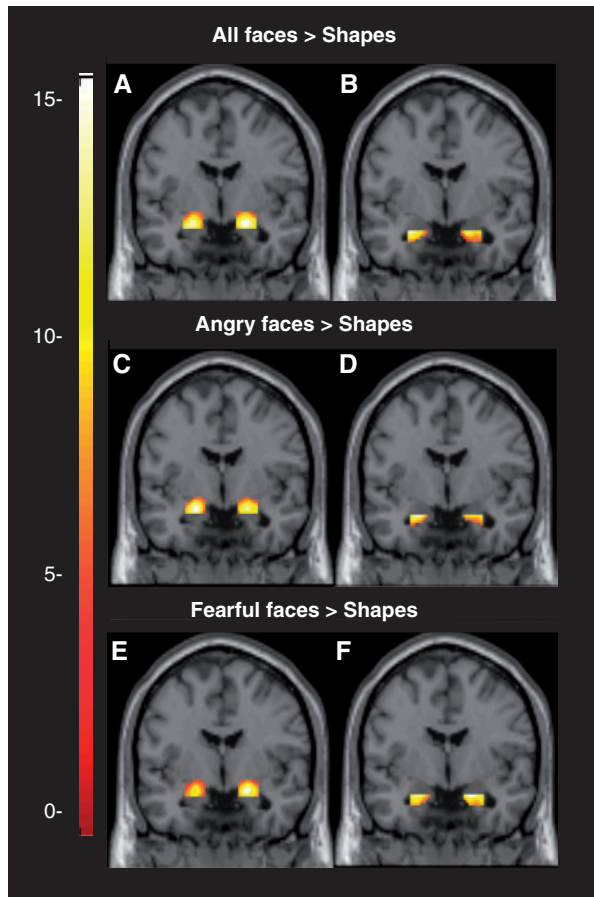 All faces > Shapes
A
B
15-
Angry faces > Shapes
10-
C
D
5-
Fearful faces > Shapes
E
F
0-